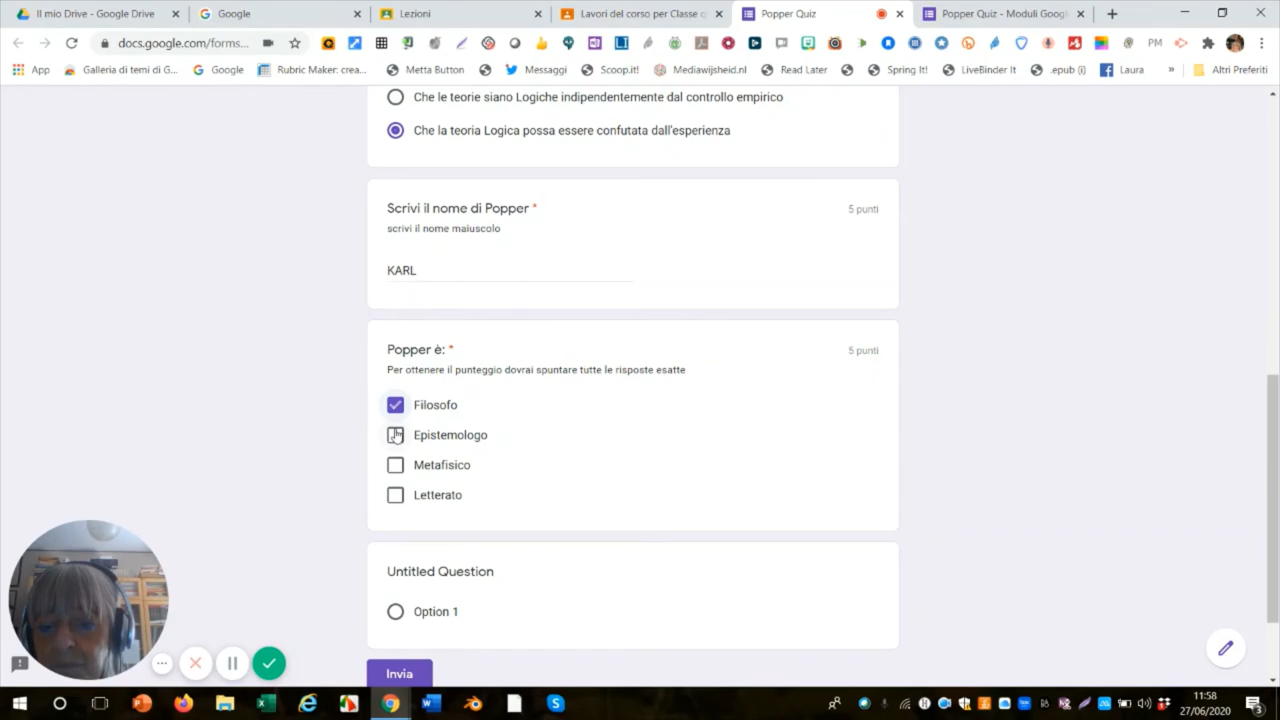 Il mio Drive - Google Drive
Google
Lezioni
Lavori del corso per Classe q
Popper Quiz
Popper Quiz - Moduli Googl
docs.google.com/forms...
PM
App
Galleria di temi di G...
Google
Rubric Maker: crea...
Metta Button
Messaggi
Scoop.it!
Mediawijsheid.nl
Read Later
Spring It!
LiveBinder It
.epub (i)
Laura
»
Altri Preferiti
Che le teorie siano Logiche indipendentemente dal controllo empirico
Che la teoria Logica possa essere confutata dall'esperienza
Scrivi il nome di Popper *
5 punti
scrivi il nome maiuscolo
KARL
Popper è: *
5 punti
Per ottenere il punteggio dovrai spuntare tutte le risposte esatte
Filosofo
Epistemologo
Metafisico
Letterato
Untitled Question
Option 1
Invia
11:58
27/06/2020
3